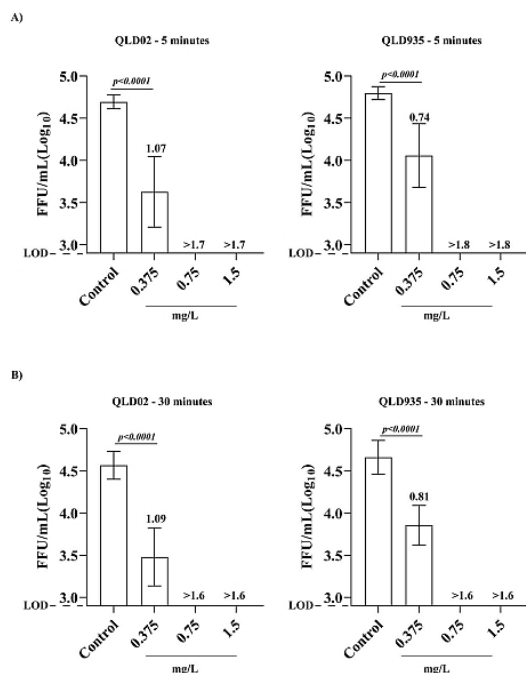 A)
QLD02 - 5 minutes
FFU/mL(Log10)
5.0
4.5
4.0
3.5
3.0
LOD
p<0.0001
1.07
>1.7
>1.7
Control
0.375
0.75
1.5
mg/L
QLD935 - 5 minutes
FFU/mL(Log10)
5.0
4.5
4.0
3.5
3.0
LOD
p<0.0001
0.74
>1.8
>1.8
Control
0.375
0.75
1.5
mg/L
B)
QLD02 - 30 minutes
FFU/mL(Log10)
5.0
4.5
4.0
3.5
3.0
LOD
p<0.0001
1.09
>1.6
>1.6
Control
0.375
0.75
1.5
mg/L
QLD935 - 30 minutes
FFU/mL(Log10)
5.0
4.5
4.0
3.5
3.0
LOD
p<0.0001
0.81
>1.6
>1.6
Control
0.375
0.75
1.5
mg/L